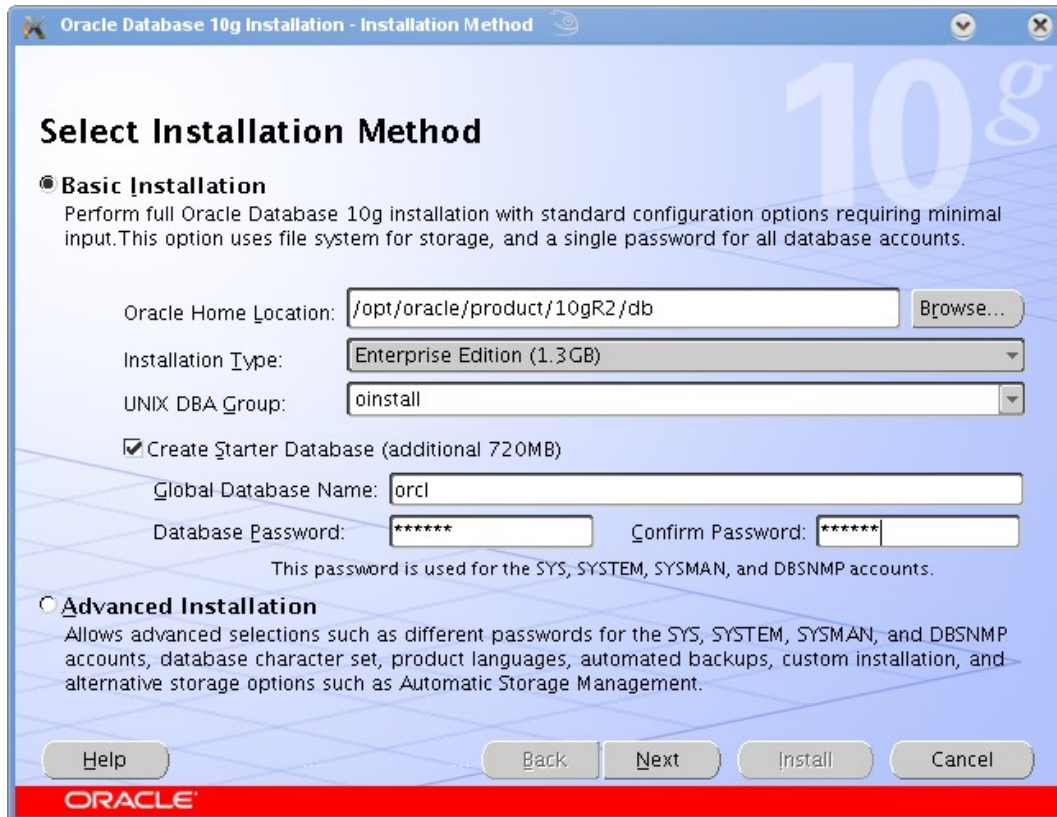 Oracle Database 10g Installation - Installation Method
10g
Select Installation Method
Basic Installation
Perform full Oracle Database 10g installation with standard configuration options requiring minimal
input.This option uses file system for storage, and a single password for all database accounts.
Oracle Home Location: /opt/oracle/product/10gR2/db Browse...
Installation Type: Enterprise Edition (1.3GB)
UNIX DBA Group: oinstall
Create Starter Database (additional 720MB)
Global Database Name: orcl
Database Password: ****** Confirm Password: ******
This password is used for the SYS, SYSTEM, SYSMAN, and DBSNMP accounts.
Advanced Installation
Allows advanced selections such as different passwords for the SYS, SYSTEM, SYSMAN, and DBSNMP
accounts, database character set, product languages, automated backups, custom installation, and
alternative storage options such as Automatic Storage Management.
Help Back Next Install Cancel
ORACLE